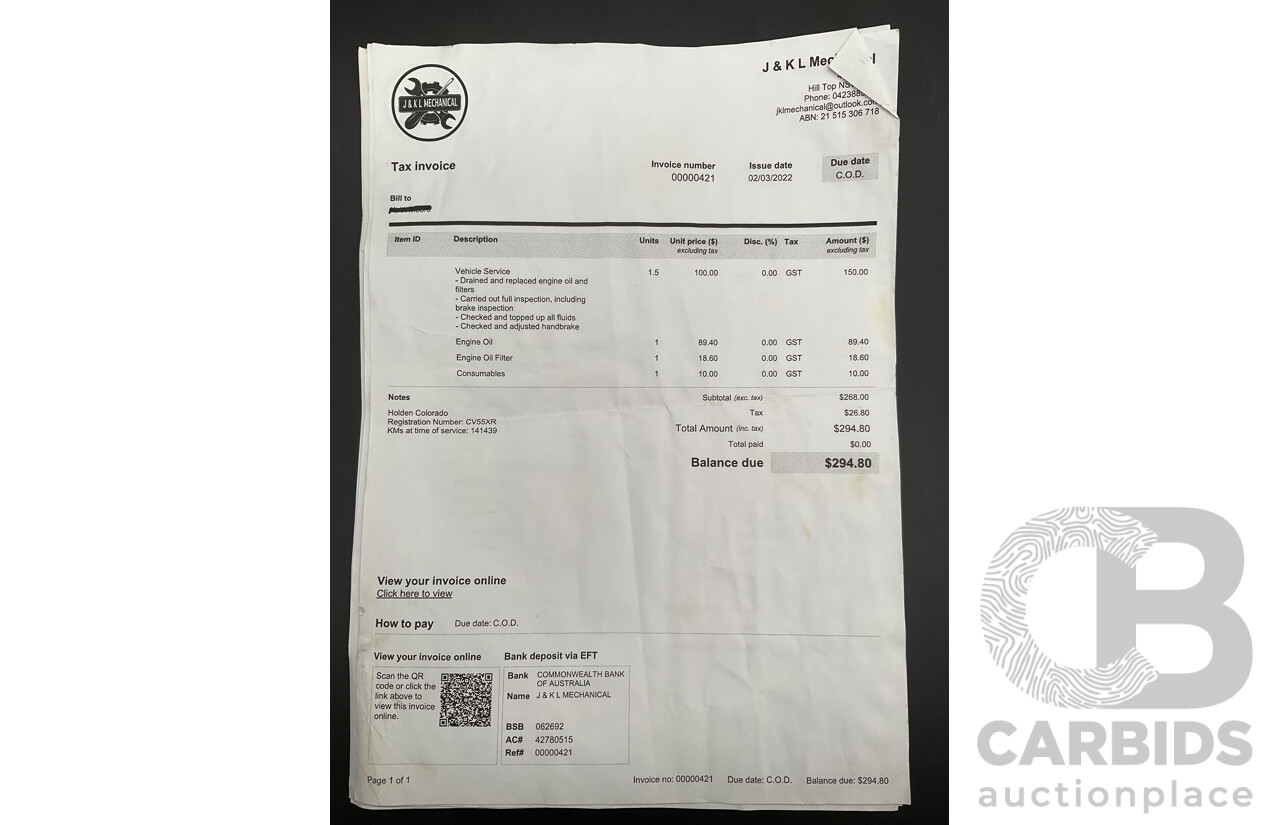 J & K L MECHANICAL
J & K L
Hill Top
Phone:
jklmechanical@outlook.com
ABN: 21 515 306 718
Tax invoice
Invoice number Issue date Due date
00000421 02/03/2022 C.O.D.
Bill to
Item ID Description Units Unit price ($) Disc. (%) Tax Amount ($)
excluding tax excluding tax
Vehicle Service 1.5 100.00 0.00 GST 150.00
- Drained and replaced engine oil and
filters
- Carried out full inspection, including
brake inspection
- Checked and topped up all fluids
- Checked and adjusted handbrake
Engine Oil 1 89.40 0.00 GST 89.40
Engine Oil Filter 1 18.60 0.00 GST 18.60
Consumables 1 10.00 0.00 GST 10.00
Notes
Holden Colorado
Registration Number: CV55XR
KMs at time of service: 141439
Subtotal (exc. tax) $268.00
Tax $26.80
Total Amount (inc. tax) $294.80
Total paid $0.00
Balance due $294.80
View your invoice online
Click here to view
How to pay Due date: C.O.D.
View your invoice online
Scan the QR
code or click the
link above to
view this invoice
online.
Bank deposit via EFT
Bank COMMONWEALTH BANK
OF AUSTRALIA
Name J & K L MECHANICAL
BSB 062692
AC# 42780515
Ref# 00000421
Page 1 of 1 Invoice no: 00000421 Due date: C.O.D. Balance due: $294.80
CB
CARBIDS
auctionplace